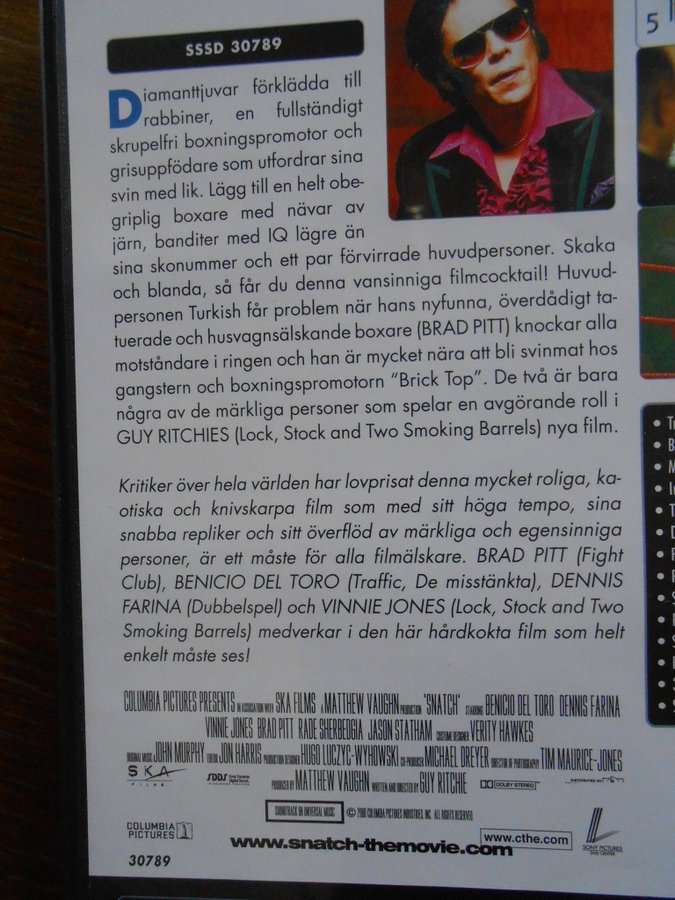 SSSD 30789
5
Diamanttjuvar förklädda till
rabbiner, en fullständigt
skrupelfri boxningspromotor och
grisuppfödare som utfordrar sina
svin med lik. Lägg till en helt obe-
griplig boxare med nävar av
järn, banditer med IQ lägre än
sina skonummer och ett par förvirrade huvudpersoner. Skaka
och blanda, så får du denna vansinniga filmcocktail! Huvud-
personen Turkish får problem när hans nyfunna, överdådigt ta-
tuerade och husvagnsälskande boxare (BRAD PITT) knockar alla
motståndare i ringen och han är mycket nära att bli svinmat hos
gangstern och boxningspromotorn "Brick Top". De två är bara
några av de märkliga personer som spelar en avgörande roll i
GUY RITCHIES (Lock, Stock and Two Smoking Barrels) nya film.
Kritiker över hela världen har lovprisat denna mycket roliga, ka-
otiska och knivskarpa film som med sitt höga tempo, sina
snabba repliker och sitt överflöd av märkliga och egensinniga
personer, är ett måste för alla filmälskare. BRAD PITT (Fight
Club), BENICIO DEL TORO (Traffic, De misstänkta), DENNIS
FARINA (Dubbelspel) och VINNIE JONES (Lock, Stock and Two
Smoking Barrels) medverkar i den här hårdkokta film som helt
enkelt måste ses!
COLUMBIA PICTURES PRESENTS IN ASSOCIATION WITH SKA FILMS A MATTHEW VAUGHN PRODUCTION "SNATCH" STARRING BENICIO DEL TORO DENNIS FARINA
VINNIE JONES BRAD PITT RADE SHERBEDGIA JASON STATHAM COSTUME DESIGNER VERITY HAWKES
ORIGINAL MUSIC JOHN MURPHY EDITOR JON HARRIS PRODUCTION DESIGNER HUGO LUCZYC-WYHOWSKI CO-PRODUCER MICHAEL DREYER DIRECTOR OF PHOTOGRAPHY TIM MAURICE-JONES
PRODUCED BY MATTHEW VAUGHN WRITTEN AND DIRECTED BY GUY RITCHIE
SKA
FILMS
SDDS
DOLBY STEREO
SOUNDTRACK ON UNIVERSAL MUSIC © 2000 COLUMBIA PICTURES INDUSTRIES, INC. ALL RIGHTS RESERVED.
COLUMBIA
PICTURES
www.snatch-themovie.com
www.cthe.com
SONY PICTURES
DVD CENTER
30789